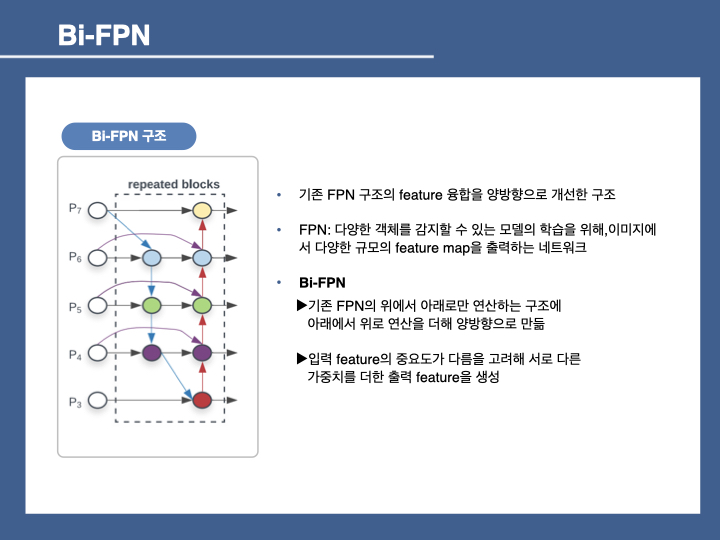 Bi-FPN
Bi-FPN 구조
repeated blocks
P7
P6
P5
P4
P3
• 기존 FPN 구조의 feature 융합을 양방향으로 개선한 구조
• FPN: 다양한 객체를 감지할 수 있는 모델의 학습을 위해,이미지에
서 다양한 규모의 feature map을 출력하는 네트워크
• Bi-FPN
▶기존 FPN의 위에서 아래로만 연산하는 구조에
아래에서 위로 연산을 더해 양방향으로 만듦
▶입력 feature의 중요도가 다름을 고려해 서로 다른
가중치를 더한 출력 feature을 생성